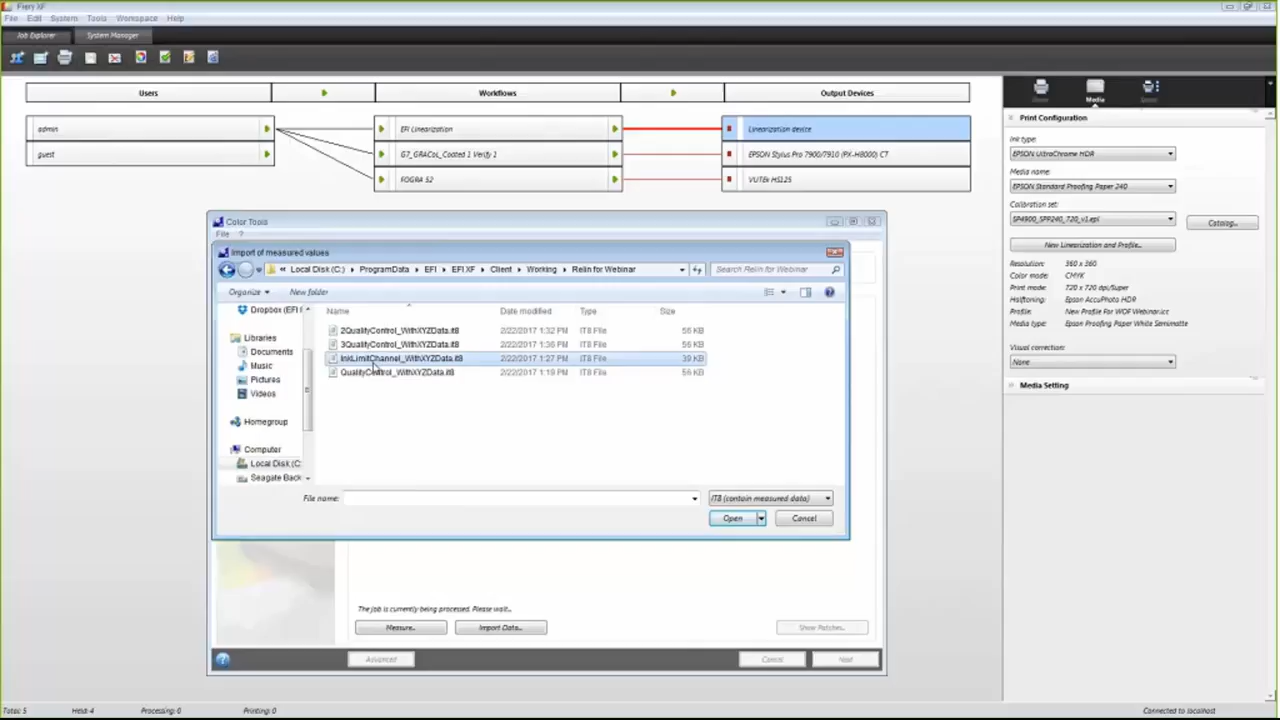 Fiery XF
File Edit System Tools Workspace Help
Job Explorer System Manager
Users Workflows Output Devices
admin EFI Linearization Linearization device
guest G7_GRACoL_Coated 1 Verify 1 EPSON Stylus Pro 7900/7910 (PX-H8000) CT
FOGRA 52 VUTEk HS125
Media
Print Configuration
Ink type:
EPSON UltraChrome HDR
Media name:
EPSON Standard Proofing Paper 240
Calibration set:
SP4900_SPP240_720_v1.epl Catalog...
New Linearization and Profile...
Resolution: 360 x 360
Color mode: CMYK
Print mode: 720 x 720 dpi/Super
Halftoning: Epson AccuPhoto HDR
Profile: New Profile For WOF Webinar.icc
Media type: Epson Proofing Paper White Semimatte
Visual correction:
None
Media Setting
Color Tools
File ?
Import of measured values
« Local Disk (C:) ProgramData EFI EFI XF Client Working Relin for Webinar Search Relin for Webinar
Organize New folder
Name Date modified Type Size
2QualityControl_WithXYZData.it8 2/22/2017 1:32 PM IT8 File 56 KB
3QualityControl_WithXYZData.it8 2/22/2017 1:36 PM IT8 File 56 KB
InkLimitChannel_WithXYZData.it8 2/22/2017 1:27 PM IT8 File 39 KB
QualityControl_WithXYZData.it8 2/22/2017 1:19 PM IT8 File 56 KB
Dropbox (EFI I
Libraries
Documents
Music
Pictures
Videos
Homegroup
Computer
Local Disk (C:
Seagate Back
File name: IT8 (contain measured data)
Open Cancel
The job is currently being processed. Please wait...
Measure... Import Data... Show Patches...
Advanced Cancel Next
Total: 5 Held: 4 Processing: 0 Printing: 0 Connected to localhost